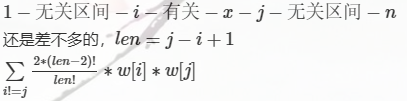 1 − 无关区间 − i − 有关 − x − j − 无关区间 − n
还是差不多的，len = j − i + 1
∑_{i!=j} \frac{2*(len−2)!}{len!} * w[i] * w[j]